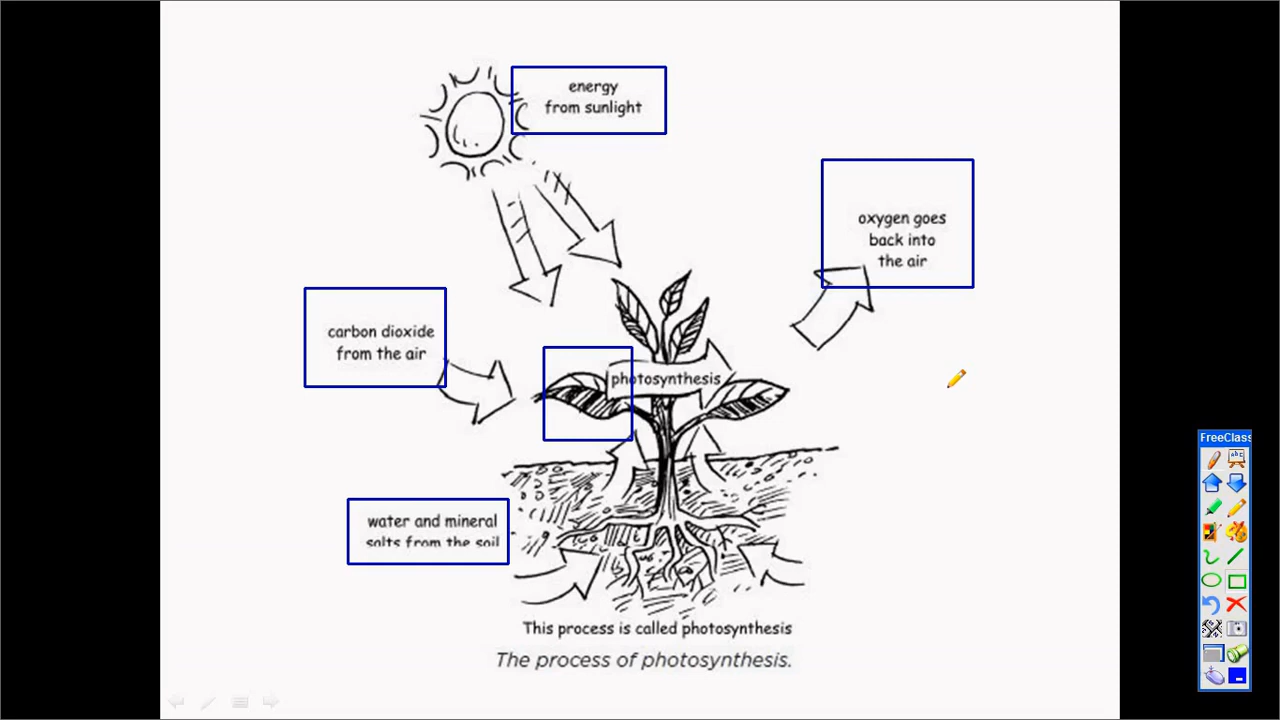 energy
from sunlight
oxygen goes
back into
the air
carbon dioxide
from the air
photosynthesis
water and mineral
salts from the soil
This process is called photosynthesis
The process of photosynthesis.
FreeClass
abc